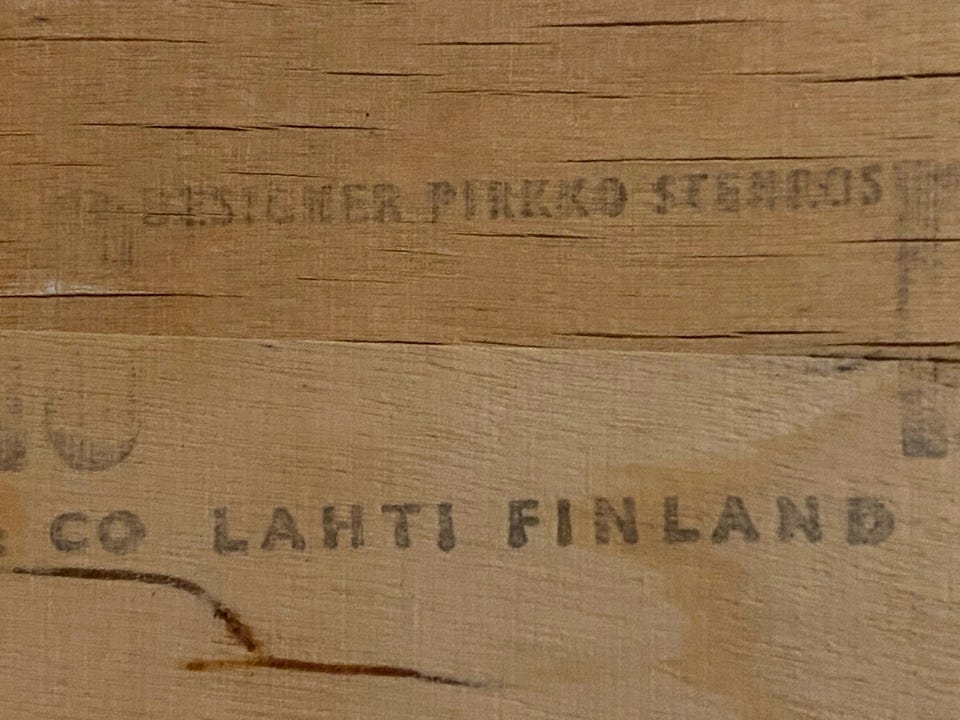 DESIGNER PIRKKO STENROS
& CO LAHTI FINLAND